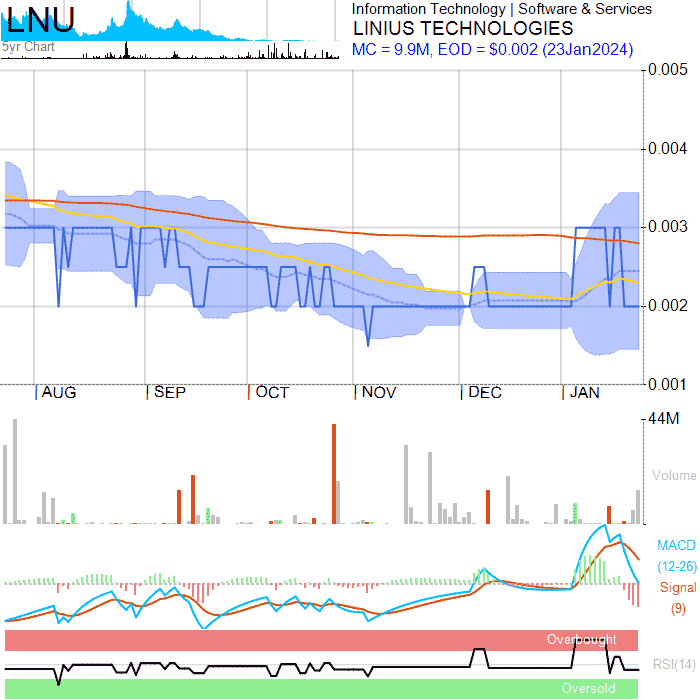 LNU
5yr Chart
Information Technology | Software & Services
LINIUS TECHNOLOGIES
MC = 9.9M, EOD = $0.002 (23Jan2024)
0.005
0.004
0.003
0.002
0.001
AUG SEP OCT NOV DEC JAN
44M
Volume
MACD
(12-26)
Signal
(9)
Overbought
RSI(14)
Oversold